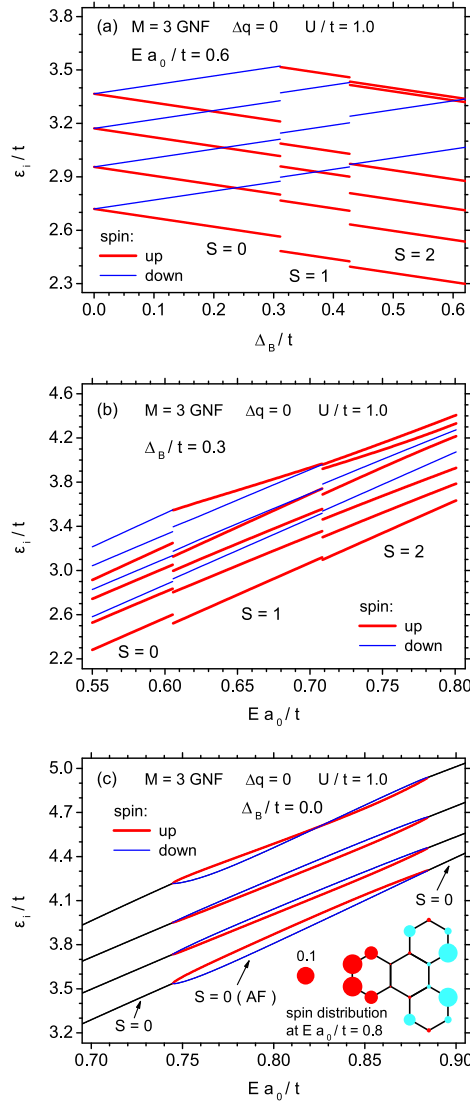 (a) M = 3 GNF Δq = 0 U / t = 1.0
E a₀ / t = 0.6
3.8
3.5
3.2
2.9
2.6
2.3
ε_i / t
spin:
up
down
S = 0
S = 1
S = 2
0.0 0.1 0.2 0.3 0.4 0.5 0.6
Δ_B / t
(b) M = 3 GNF Δq = 0 U / t = 1.0
Δ_B / t = 0.3
4.6
4.2
3.8
3.4
3.0
2.6
2.2
ε_i / t
S = 0
S = 1
S = 2
spin:
up
down
0.55 0.60 0.65 0.70 0.75 0.80
E a₀ / t
(c) M = 3 GNF Δq = 0 U / t = 1.0
spin:
up
down
Δ_B / t = 0.0
5.0
4.7
4.4
4.1
3.8
3.5
3.2
ε_i / t
S = 0
S = 0 ( AF )
0.1
S = 0
spin distribution
at E a₀ / t = 0.8
0.70 0.75 0.80 0.85 0.90
E a₀ / t